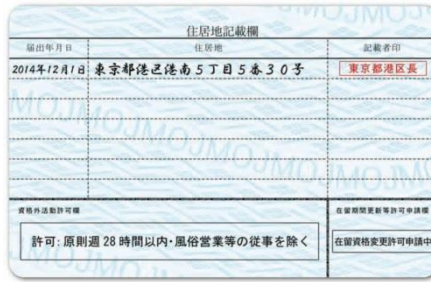 住居地記載欄
届出年月日 住居地 記載者印
2014年12月1日 東京都港区港南5丁目5番30号 東京都港区長
資格外活動許可欄 在留期間更新等許可申請欄
許可:原則週28時間以内・風俗営業等の従事を除く 在留資格変更許可申請中
MOJMOJMOJMOJ